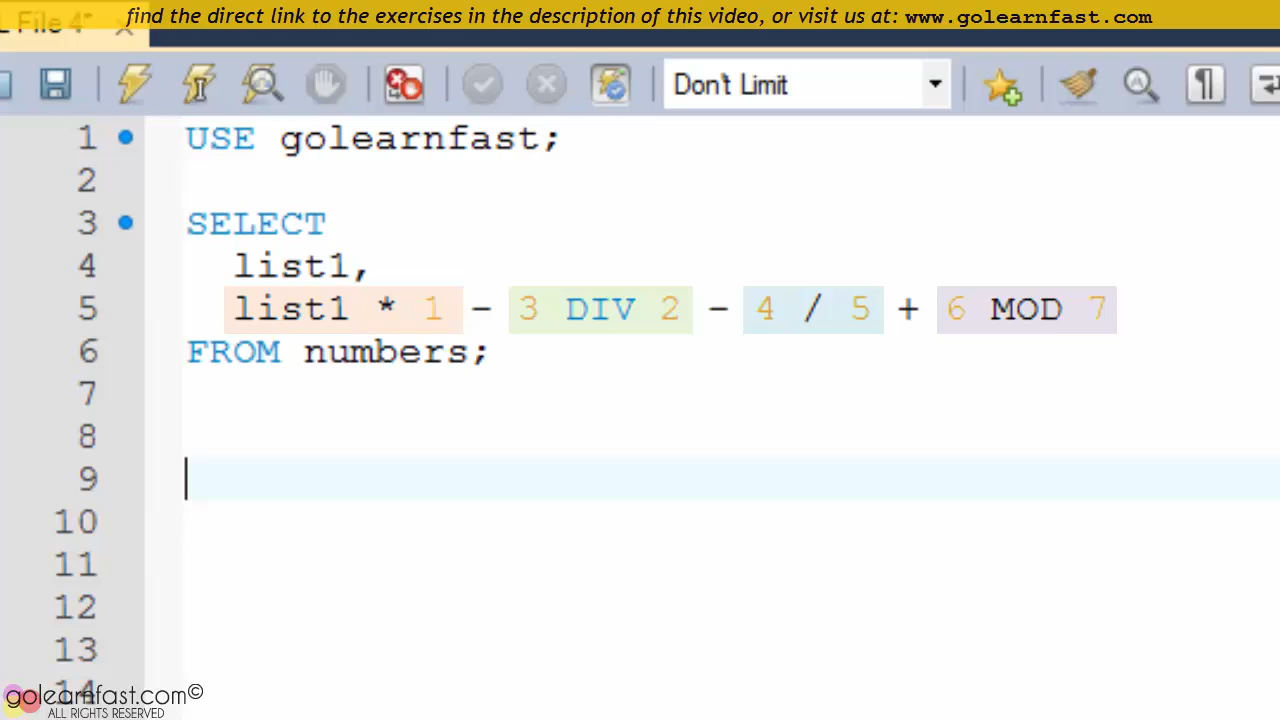 find the direct link to the exercises in the description of this video, or visit us at: www.golearnfast.com
L File 4*
Don't Limit
1 USE golearnfast;
2
3 SELECT
4 list1,
5 list1 * 1 - 3 DIV 2 - 4 / 5 + 6 MOD 7
6 FROM numbers;
7
8
9
10
11
12
13
14
golearnfast.com©
ALL RIGHTS RESERVED